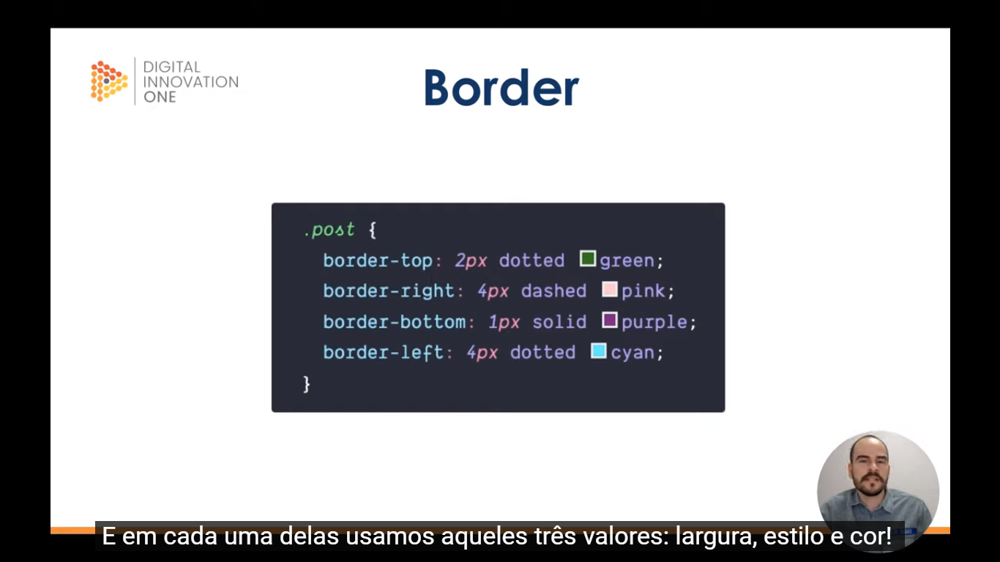 DIGITAL
INNOVATION
ONE
Border
.post {
border-top: 2px dotted green;
border-right: 4px dashed pink;
border-bottom: 1px solid purple;
border-left: 4px dotted cyan;
}
E em cada uma delas usamos aqueles três valores: largura, estilo e cor!